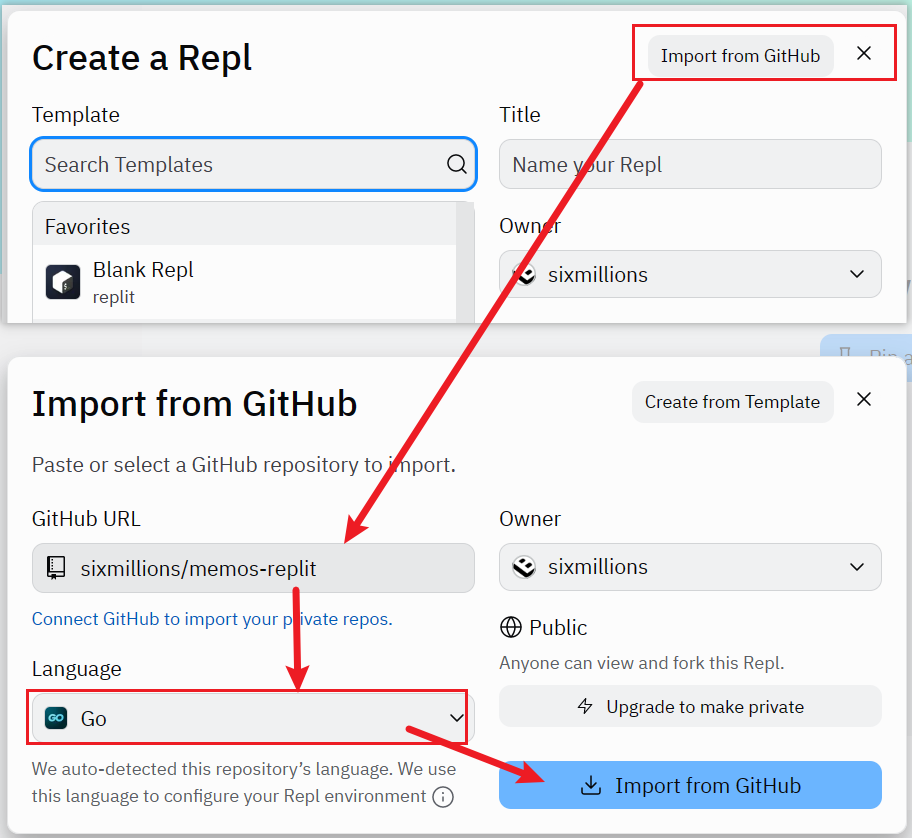 Create a Repl
Import from GitHub
Template
Title
Search Templates
Name your Repl
Favorites
Owner
Blank Repl
replit
sixmillions
Import from GitHub
Create from Template
Paste or select a GitHub repository to import.
GitHub URL
Owner
sixmillions/memos-replit
sixmillions
Connect GitHub to import your private repos.
Public
Anyone can view and fork this Repl.
Language
GO
Go
Upgrade to make private
We auto-detected this repository’s language. We use
this language to configure your Repl environment
Import from GitHub